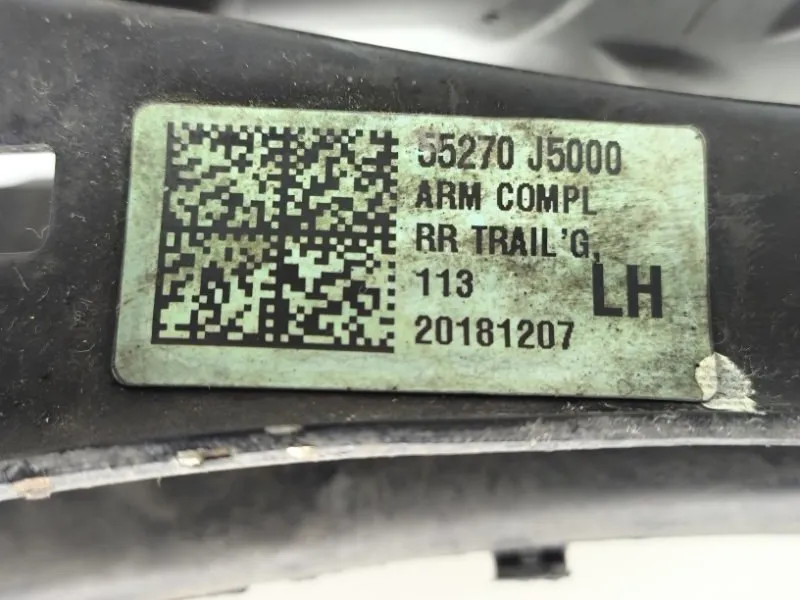 55270 J5000
ARM COMPL
RR TRAIL'G,
LH
113
20181207